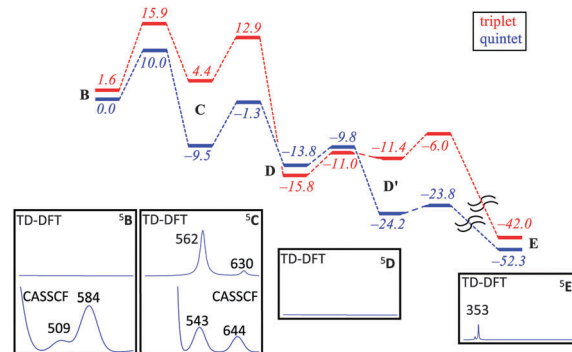 15.9
triplet
quintet
12.9
10.0
1.6
B
0.0
4.4
C
−1.3
−9.5
−13.8
−9.8
−11.4
−6.0
D
−11.0
−15.8
D'
−24.2
−23.8
−42.0
E
−52.3
TD-DFT
5B
CASSCF
584
509
TD-DFT
5C
562
630
CASSCF
543
644
TD-DFT
5D
TD-DFT
5E
353